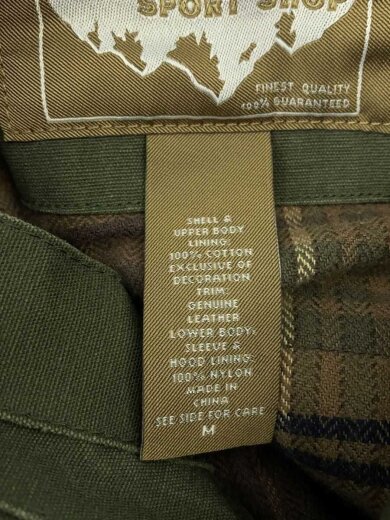 SPORT SHOP
FINEST QUALITY
100% GUARANTEED
SHELL &
UPPER BODY
LINING:
100% COTTON
EXCLUSIVE OF
DECORATION
TRIM:
GENUINE
LEATHER
LOWER BODY:
SLEEVE &
HOOD LINING:
100% NYLON
MADE IN
CHINA
SEE SIDE FOR CARE
M